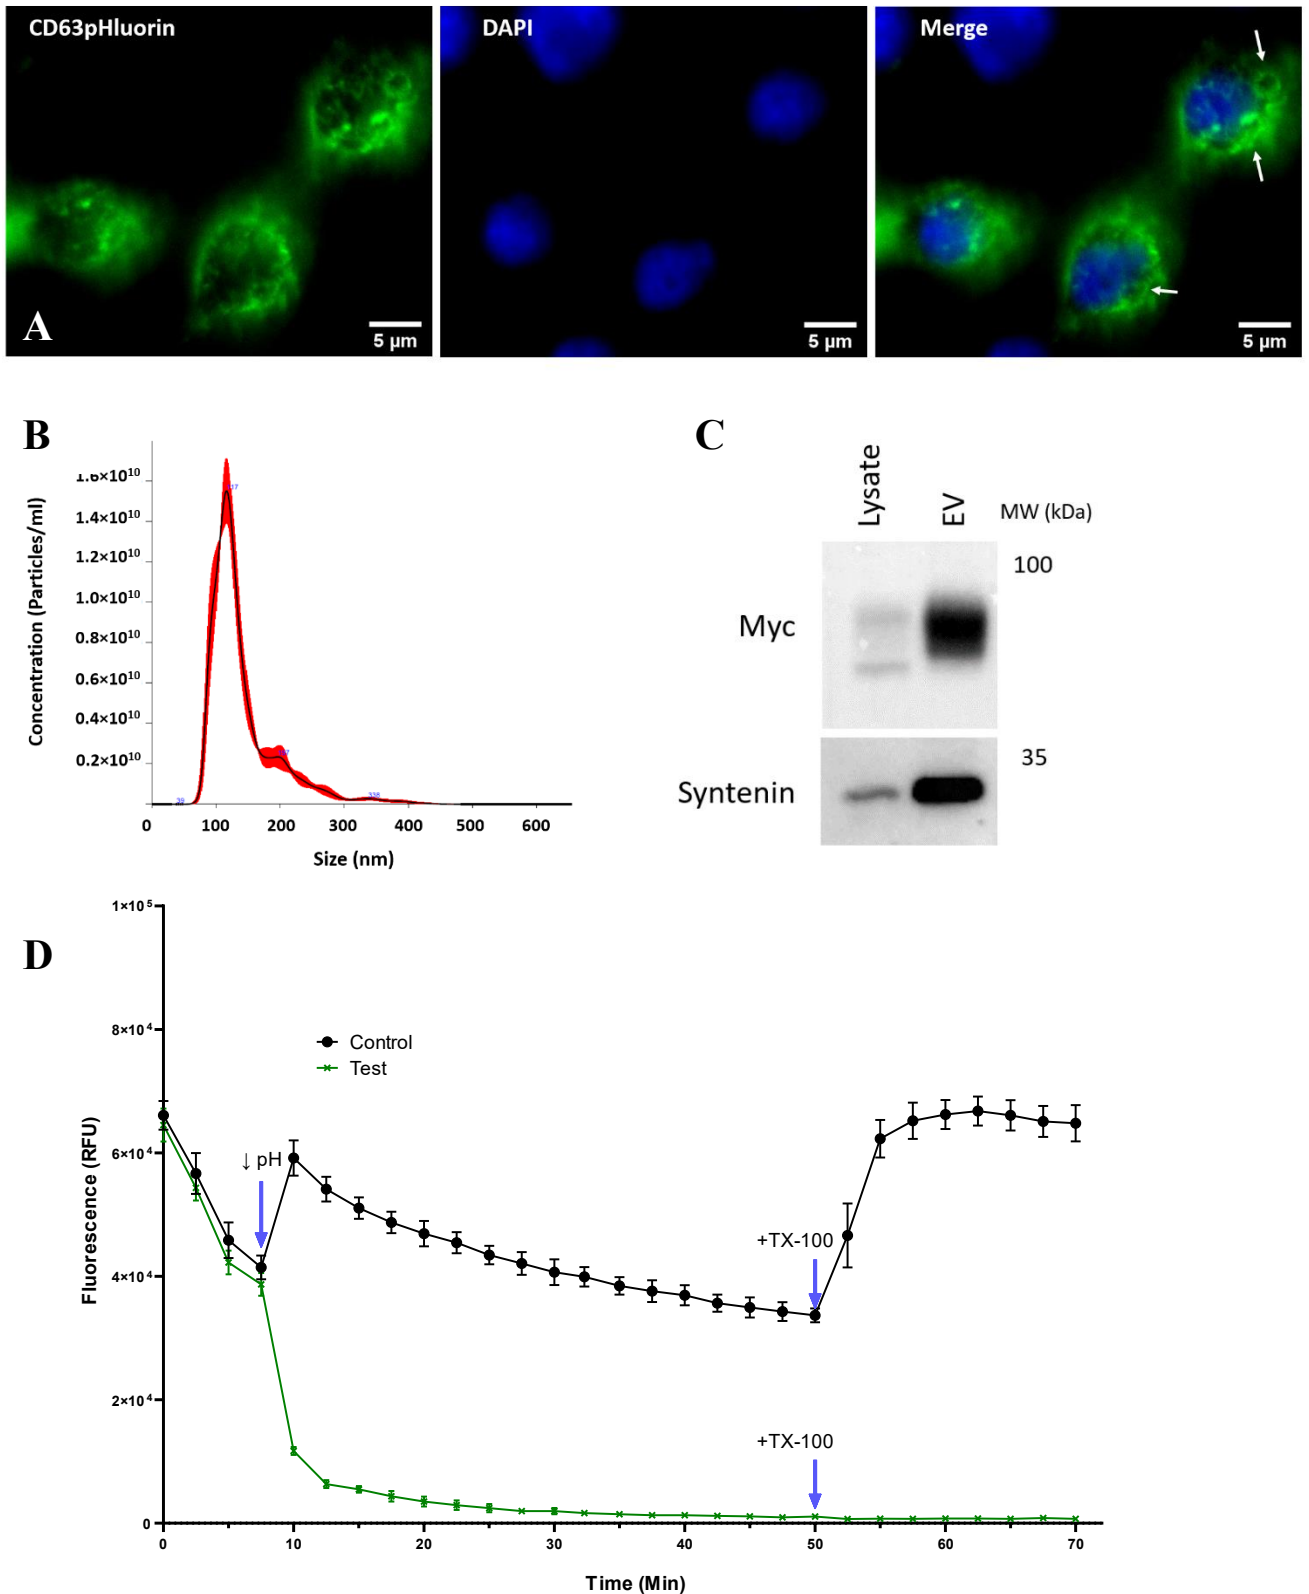 CD63pHluorin
DAPI
Merge
A
5 µm
5 µm
5 µm
B
Concentration (Particles/ml)
1.6×10¹⁰
1.4×10¹⁰
1.2×10¹⁰
1.0×10¹⁰
0.8×10¹⁰
0.6×10¹⁰
0.4×10¹⁰
0.2×10¹⁰
338
0 100 200 300 400 500 600
Size (nm)
C
Lysate
EV
MW (kDa)
100
Myc
35
Syntenin
D
Fluorescence (RFU)
1×10⁵
8×10⁴
6×10⁴
4×10⁴
2×10⁴
0
Control
Test
↓ pH
+TX-100
+TX-100
0 10 20 30 40 50 60 70
Time (Min)